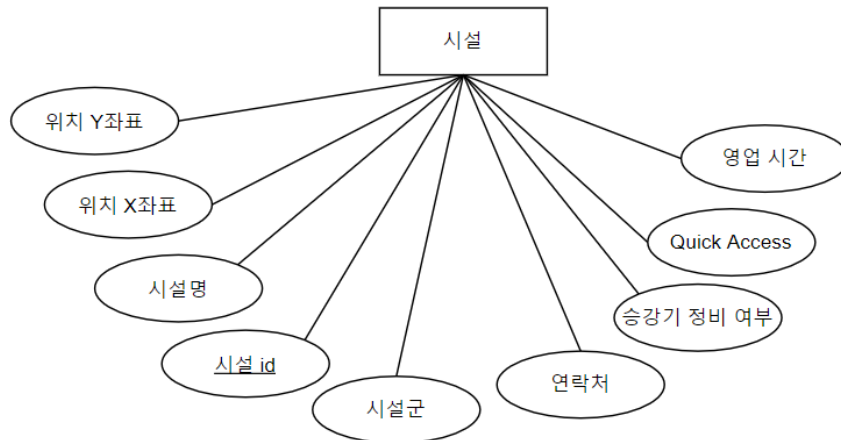 시설
위치 Y좌표
영업 시간
위치 X좌표
Quick Access
시설명
승강기 정비 여부
시설 id
연락처
시설군